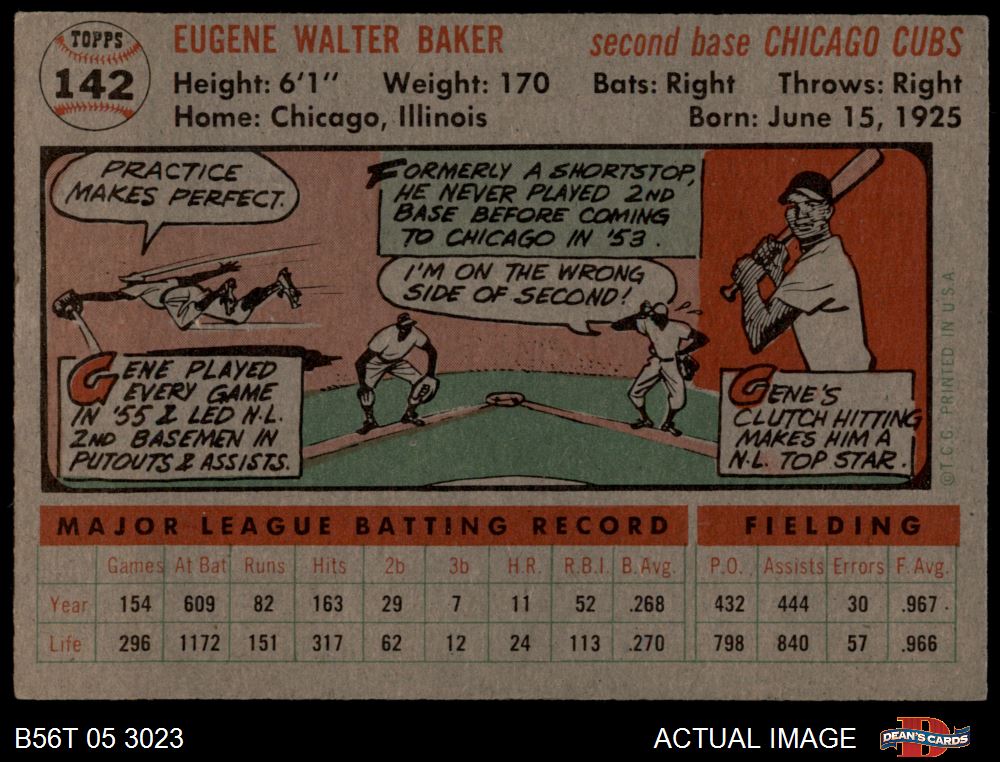 TOPPS
142
EUGENE WALTER BAKER second base CHICAGO CUBS
Height: 6'1" Weight: 170 Bats: Right Throws: Right
Home: Chicago, Illinois Born: June 15, 1925
PRACTICE
MAKES PERFECT.
GENE PLAYED
EVERY GAME
IN '55 & LED N.L.
2ND BASEMEN IN
PUTOUTS & ASSISTS.
FORMERLY A SHORTSTOP,
HE NEVER PLAYED 2ND
BASE BEFORE COMING
TO CHICAGO IN '53.
I'M ON THE WRONG
SIDE OF SECOND!
GENE'S
CLUTCH HITTING
MAKES HIM A
N.L. TOP STAR.
©T.C.G. PRINTED IN U.S.A.
MAJOR LEAGUE BATTING RECORD FIELDING
Games At Bat Runs Hits 2b 3b H.R. R.B.I. B.Avg. P.O. Assists Errors F. Avg.
Year 154 609 82 163 29 7 11 52 .268 432 444 30 .967
Life 296 1172 151 317 62 12 24 113 .270 798 840 57 .966
B56T 05 3023 ACTUAL IMAGE DEAN'S CARDS